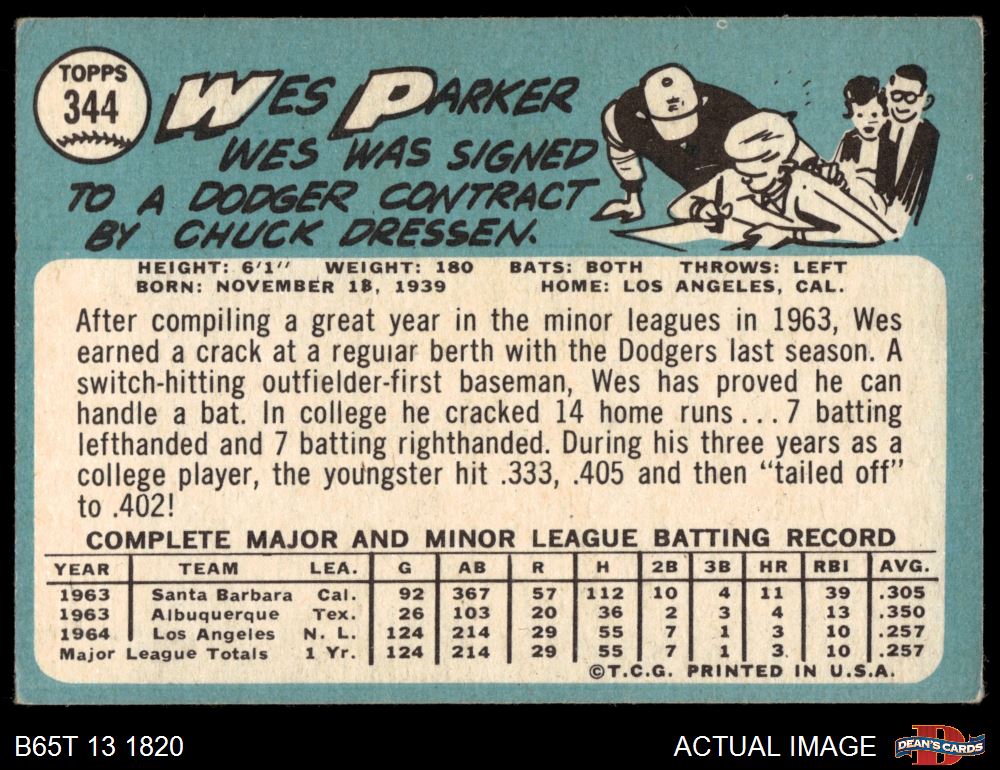 TOPPS
344
WES PARKER
WES WAS SIGNED
TO A DODGER CONTRACT
BY CHUCK DRESSEN.
HEIGHT: 6'1" WEIGHT: 180 BATS: BOTH THROWS: LEFT
BORN: NOVEMBER 18, 1939 HOME: LOS ANGELES, CAL.
After compiling a great year in the minor leagues in 1963, Wes
earned a crack at a regular berth with the Dodgers last season. A
switch-hitting outfielder-first baseman, Wes has proved he can
handle a bat. In college he cracked 14 home runs...7 batting
lefthanded and 7 batting righthanded. During his three years as a
college player, the youngster hit .333, .405 and then “tailed off”
to .402!
COMPLETE MAJOR AND MINOR LEAGUE BATTING RECORD
YEAR TEAM LEA. G AB R H 2B 3B HR RBI AVG.
1963 Santa Barbara Cal. 92 367 57 112 10 4 11 39 .305
1963 Albuquerque Tex. 26 103 20 36 2 3 4 13 .350
1964 Los Angeles N. L. 124 214 29 55 7 1 3 10 .257
Major League Totals 1 Yr. 124 214 29 55 7 1 3 10 .257
©T.C.G. PRINTED IN U.S.A.
B65T 13 1820 ACTUAL IMAGE
D
DEAN'S CARDS